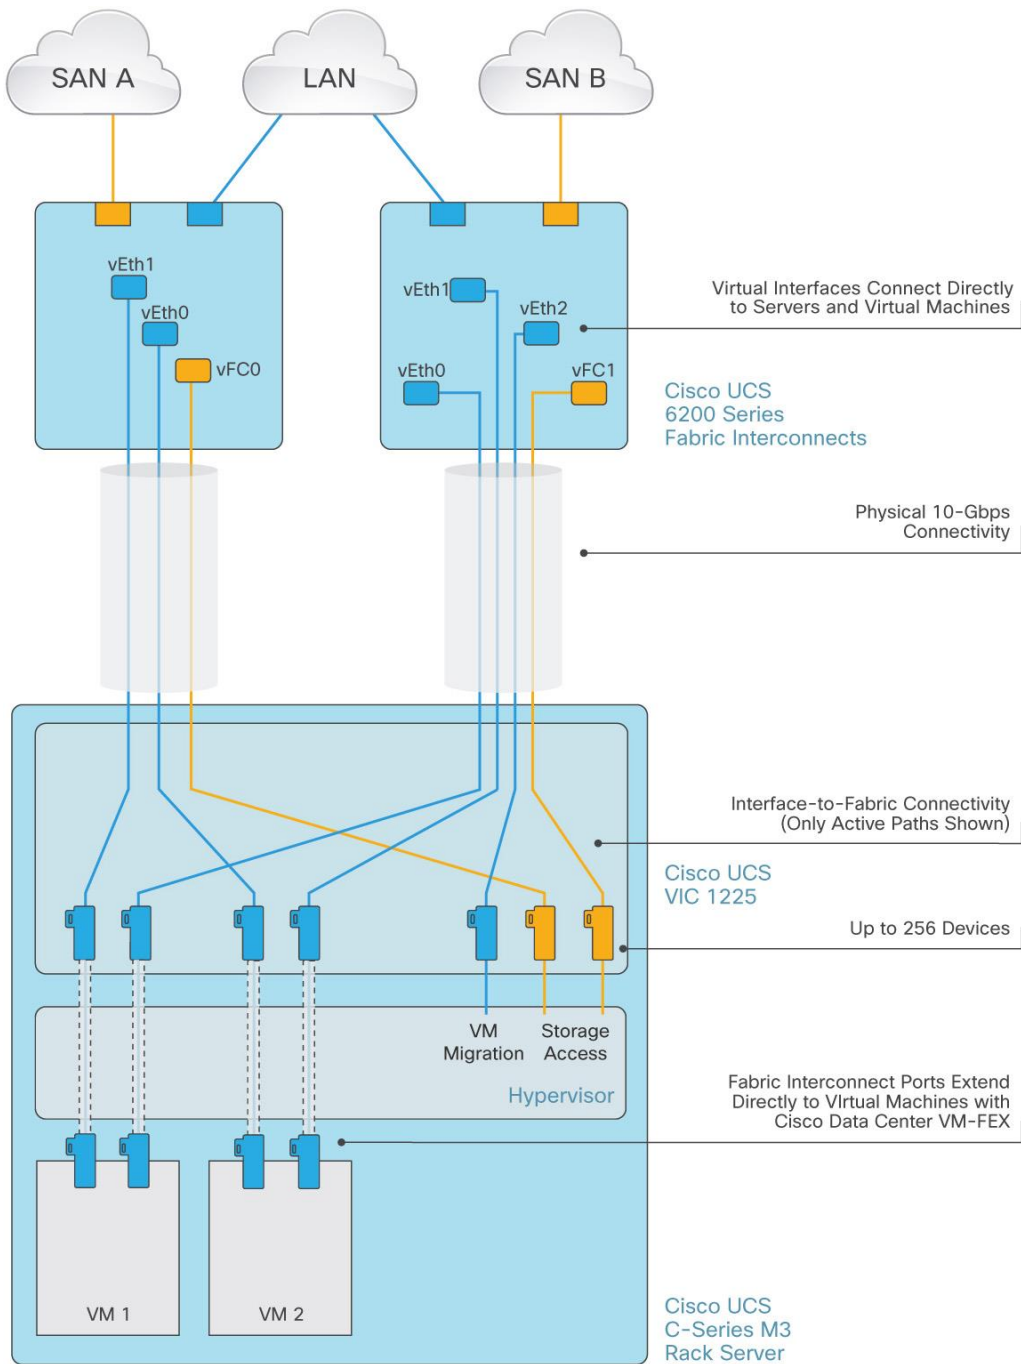 SAN A
LAN
SAN B
vEth1
vEth0
vFC0
vEth1
vEth2
vEth0
vFC1
Virtual Interfaces Connect Directly
to Servers and Virtual Machines
Cisco UCS
6200 Series
Fabric Interconnects
Physical 10-Gbps
Connectivity
Interface-to-Fabric Connectivity
(Only Active Paths Shown)
Cisco UCS
VIC 1225
Up to 256 Devices
VM
Migration
Storage
Access
Hypervisor
Fabric Interconnect Ports Extend
Directly to VIrtual Machines with
Cisco Data Center VM-FEX
VM 1
VM 2
Cisco UCS
C-Series M3
Rack Server